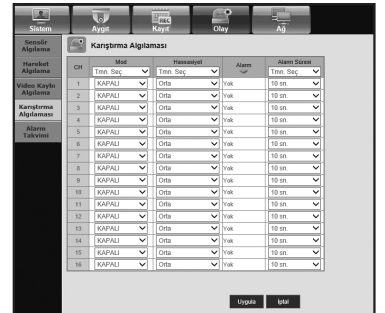 REC
Sistem Aygıt Kayıt Olay Ağ
Sensör Algılama
Hareket Algılama
Video Kaybı Algılama
Karıştırma Algılaması
Alarm Takvimi
Karıştırma Algılaması
CH Mod Hassasiyet Alarm Alarm Süresi
Tmn. Seç Tmn. Seç Tmn. Seç
1 KAPALI Orta Yok 10 sn.
2 KAPALI Orta Yok 10 sn.
3 KAPALI Orta Yok 10 sn.
4 KAPALI Orta Yok 10 sn.
5 KAPALI Orta Yok 10 sn.
6 KAPALI Orta Yok 10 sn.
7 KAPALI Orta Yok 10 sn.
8 KAPALI Orta Yok 10 sn.
9 KAPALI Orta Yok 10 sn.
10 KAPALI Orta Yok 10 sn.
11 KAPALI Orta Yok 10 sn.
12 KAPALI Orta Yok 10 sn.
13 KAPALI Orta Yok 10 sn.
14 KAPALI Orta Yok 10 sn.
15 KAPALI Orta Yok 10 sn.
16 KAPALI Orta Yok 10 sn.
Uygula İptal